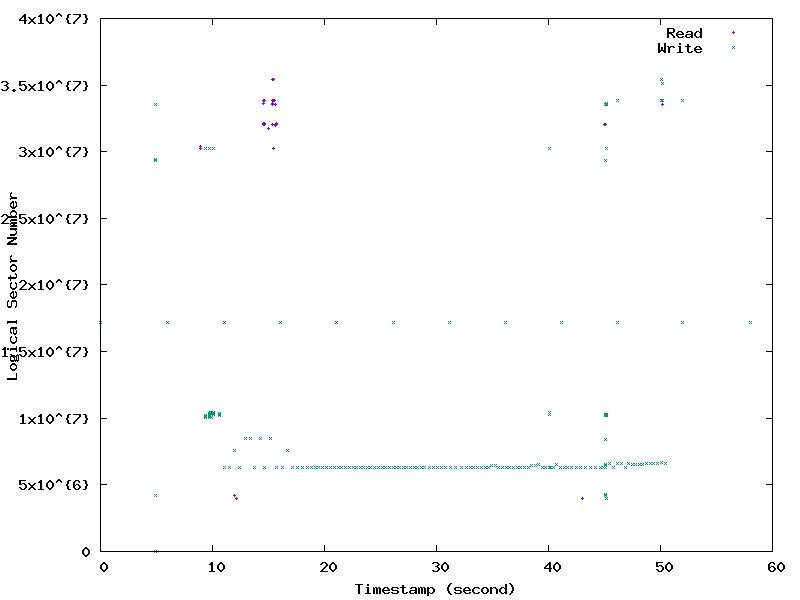 4x10^{7}
3.5x10^{7}
3x10^{7}
2.5x10^{7}
2x10^{7}
1.5x10^{7}
1x10^{7}
5x10^{6}
0
Logical Sector Number
Read
Write
0 10 20 30 40 50 60
Timestamp (second)